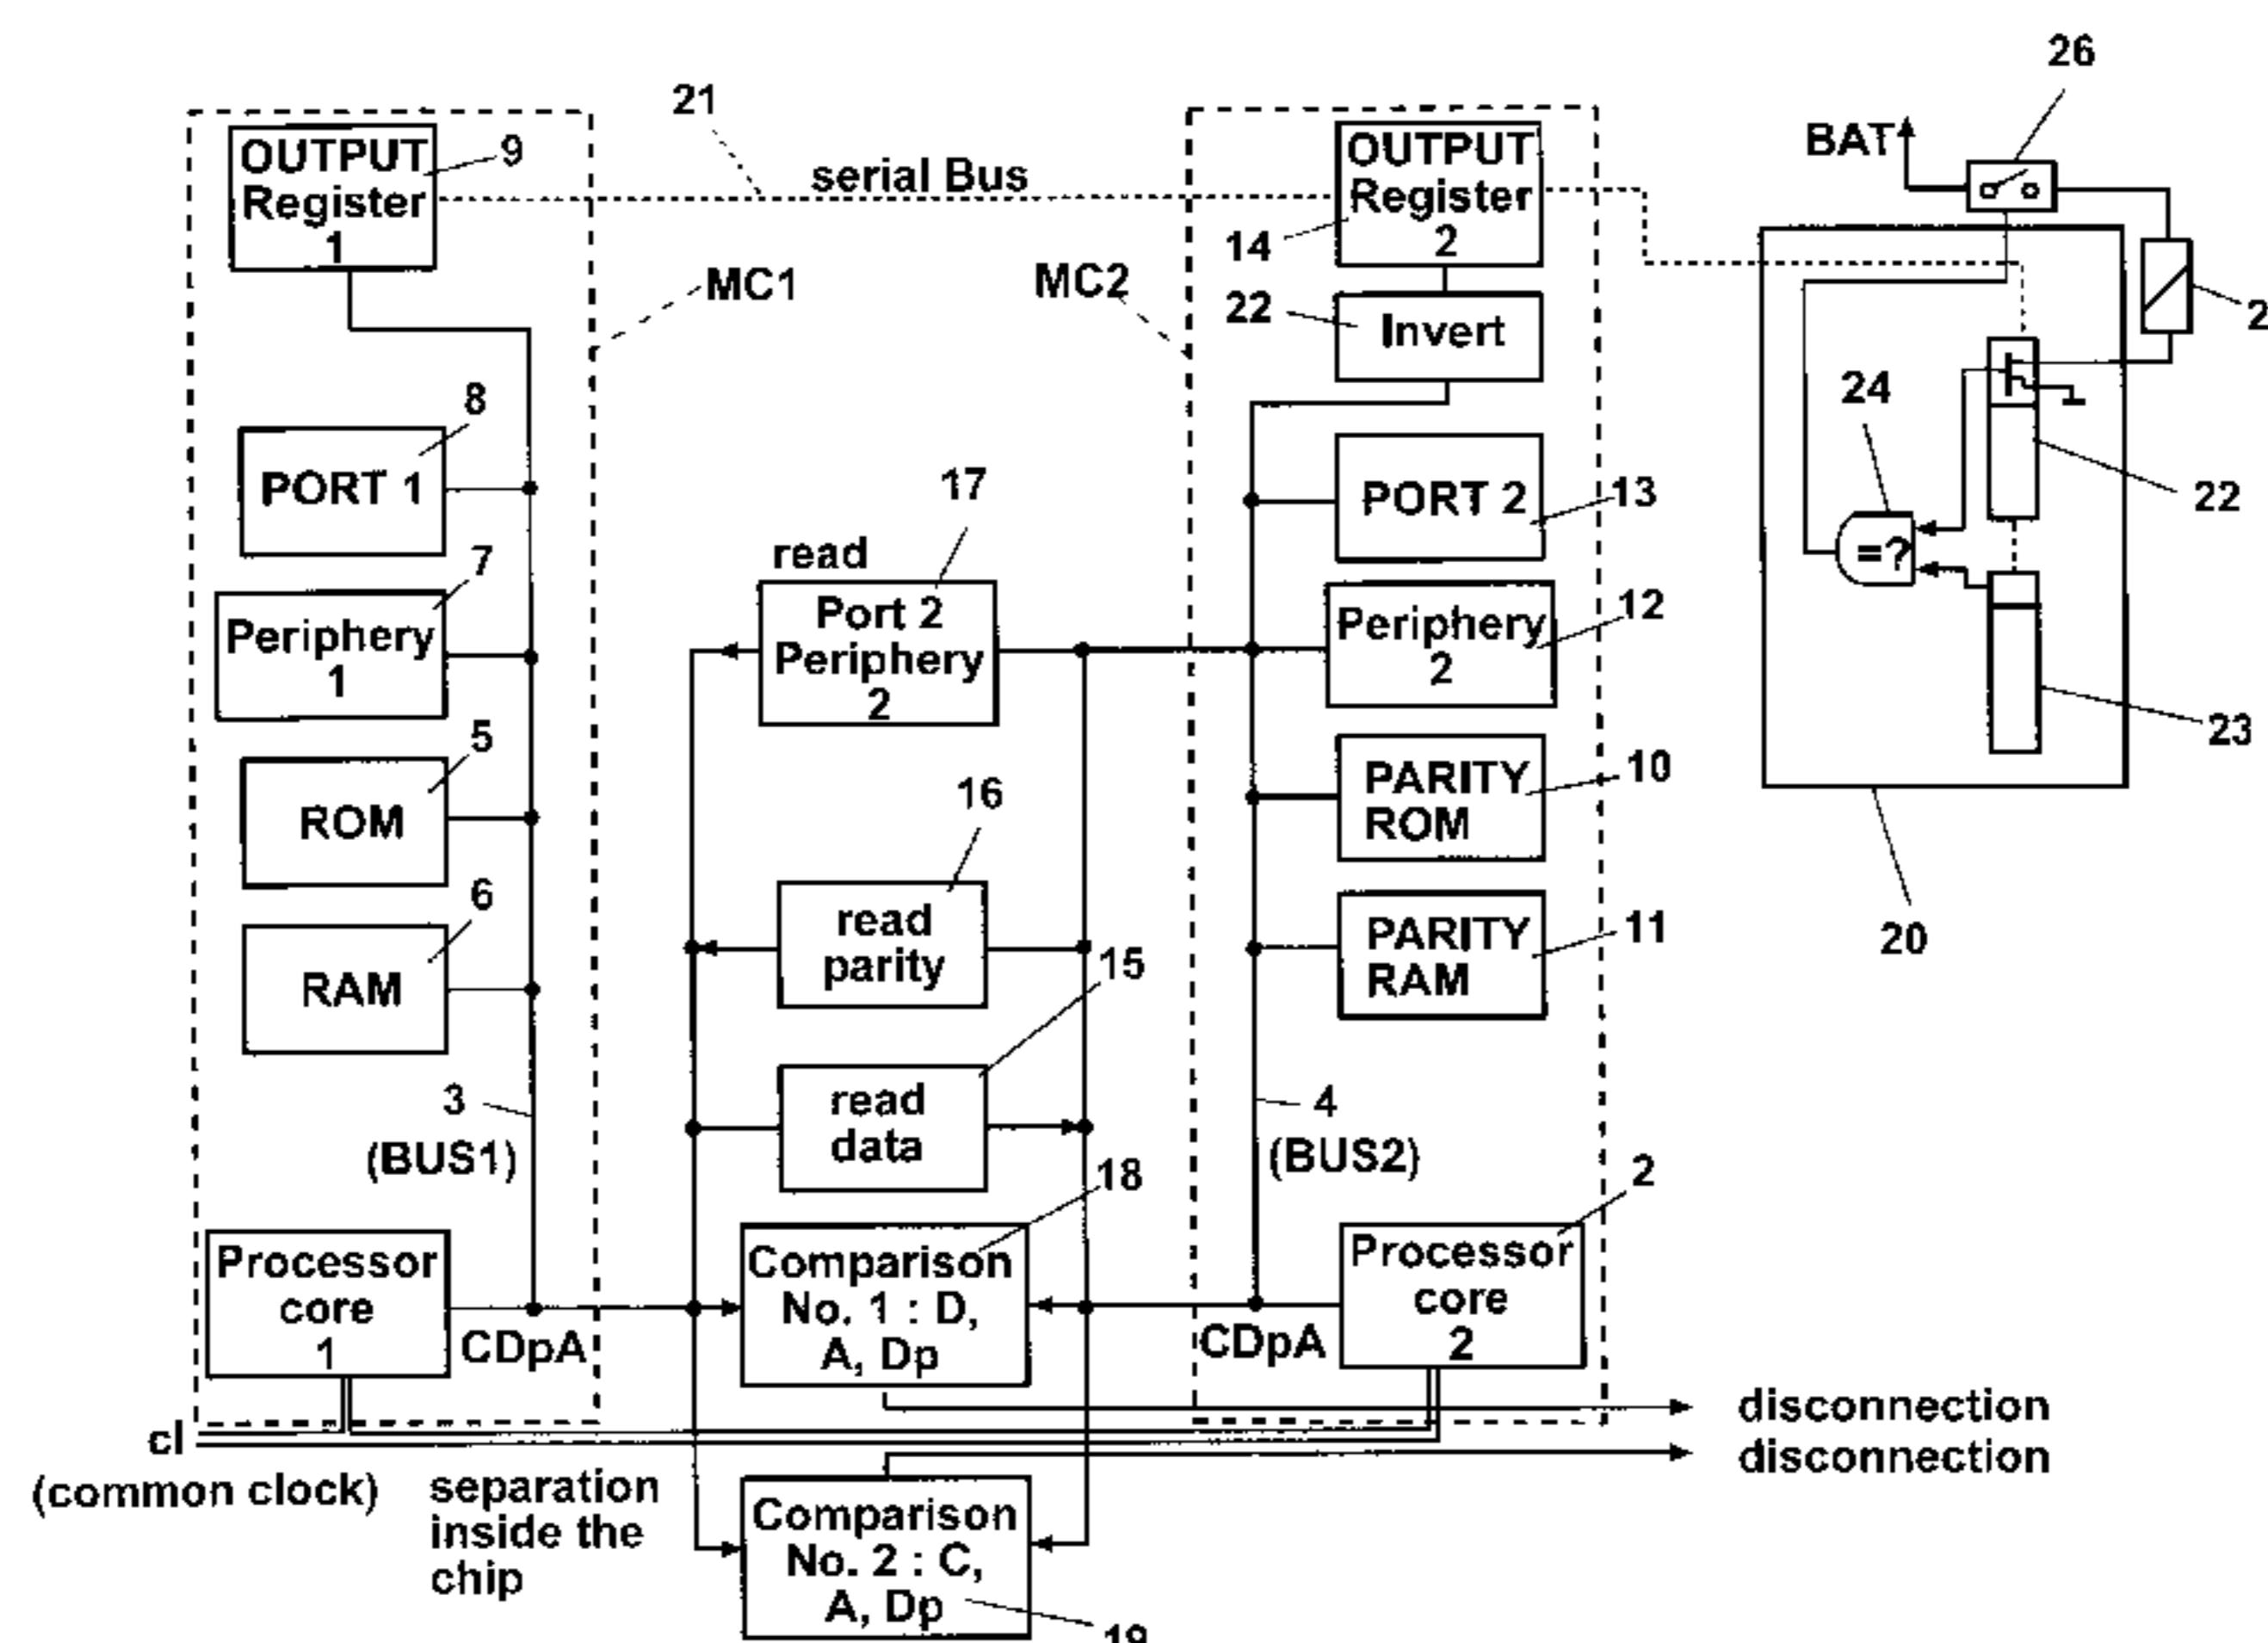 26
21
BAT
OUTPUT
Register
1
9
serial Bus
OUTPUT
Register
2
14
MC1
MC2
22
Invert
24
8
PORT 1
17
PORT 2
13
22
read
7
Periphery
1
Port 2
Periphery
2
Periphery
2
12
=?
23
5
ROM
16
PARITY
ROM
10
6
RAM
read
parity
15
PARITY
RAM
11
20
3
(BUS1)
read
data
4
(BUS2)
18
2
Processor
core
1
CDpA
Comparison
No. 1 : D,
A, Dp
CDpA
Processor
core
2
disconnection
cl
(common clock)
disconnection
separation
inside the
chip
Comparison
No. 2 : C,
A, Dp
19